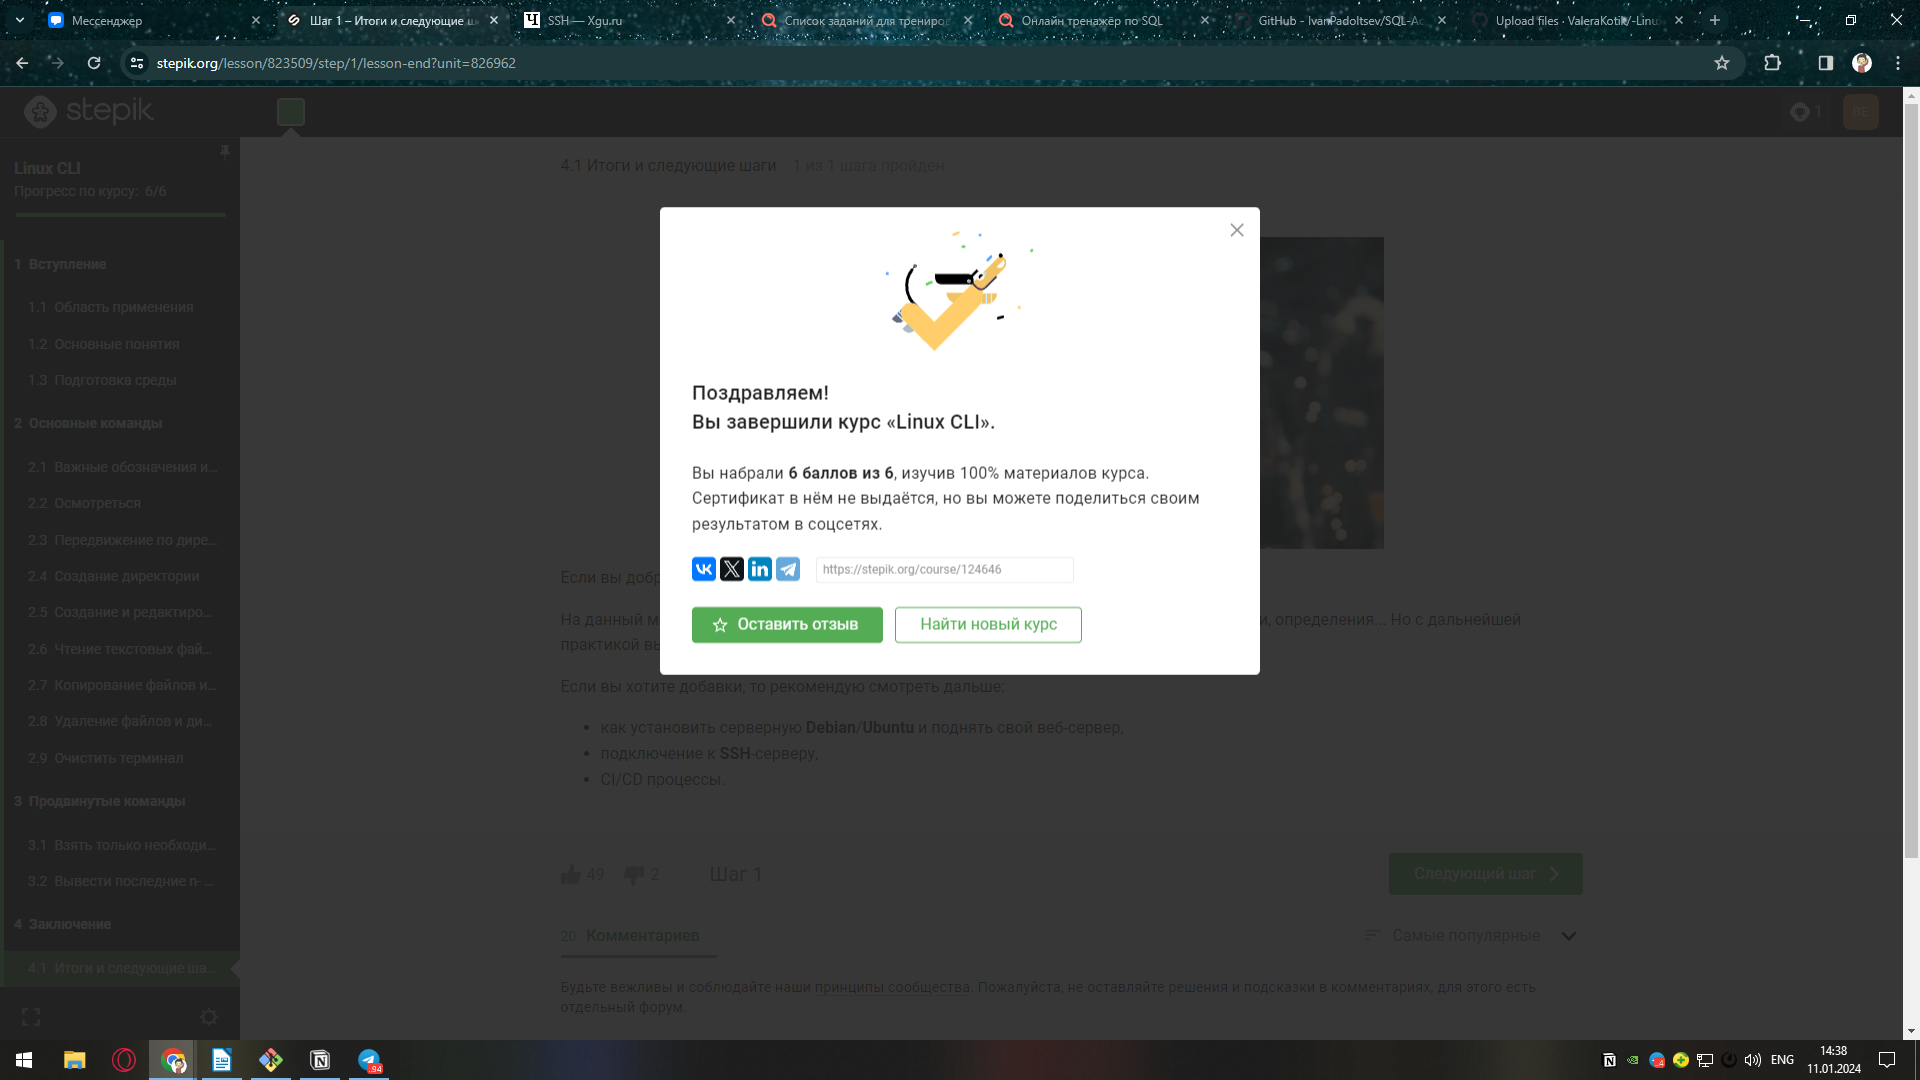 Мессенджер
Шаг 1 – Итоги и следующие ш
SSH — Xgu.ru
Список заданий для трениро
Онлайн тренажёр по SQL
GitHub - IvanPadoltsev/SQL-Ac
Upload files · ValeraKotik/-Linu
stepik.org/lesson/823509/step/1/lesson-end?unit=826962
stepik
1
BE
Linux CLI
Прогресс по курсу: 6/6
1 Вступление
1.1 Область применения
1.2 Основные понятия
1.3 Подготовка среды
2 Основные команды
2.1 Важные обозначения и...
2.2 Осмотреться
2.3 Передвижение по дире...
2.4 Создание директории
2.5 Создание и редактиро...
2.6 Чтение текстовых фай...
2.7 Копирование файлов и...
2.8 Удаление файлов и ди...
2.9 Очистить терминал
3 Продвинутые команды
3.1 Взять только необходи...
3.2 Вывести последние n- ...
4 Заключение
4.1 Итоги и следующие ша...
4.1 Итоги и следующие шаги 1 из 1 шага пройден
Поздравляем!
Вы завершили курс «Linux CLI».
Вы набрали 6 баллов из 6, изучив 100% материалов курса.
Сертификат в нём не выдаётся, но вы можете поделиться своим
результатом в соцсетях.
https://stepik.org/course/124646
Оставить отзыв
Найти новый курс
Если вы добр
На данный м и, определения... Но с дальнейшей
практикой вы
Если вы хотите добавки, то рекомендую смотреть дальше:
• как установить серверную Debian/Ubuntu и поднять свой веб-сервер,
• подключение к SSH-серверу,
• CI/CD процессы.
49 2 Шаг 1
Следующий шаг
20 Комментариев
Самые популярные
Будьте вежливы и соблюдайте наши принципы сообщества. Пожалуйста, не оставляйте решения и подсказки в комментариях, для этого есть
отдельный форум.
94
ENG
14:38
11.01.2024